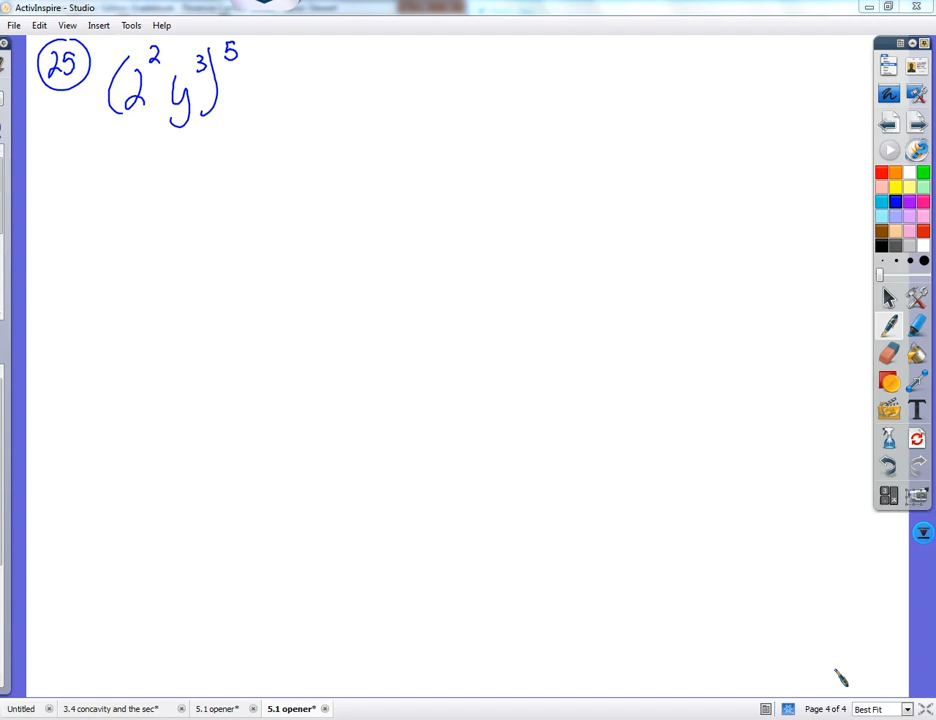 ActivInspire - Studio
File Edit View Insert Tools Help
25 (2² y³)⁵
Untitled 3.4 concavity and the sec* 5.1 opener* 5.1 opener* Page 4 of 4 Best Fit